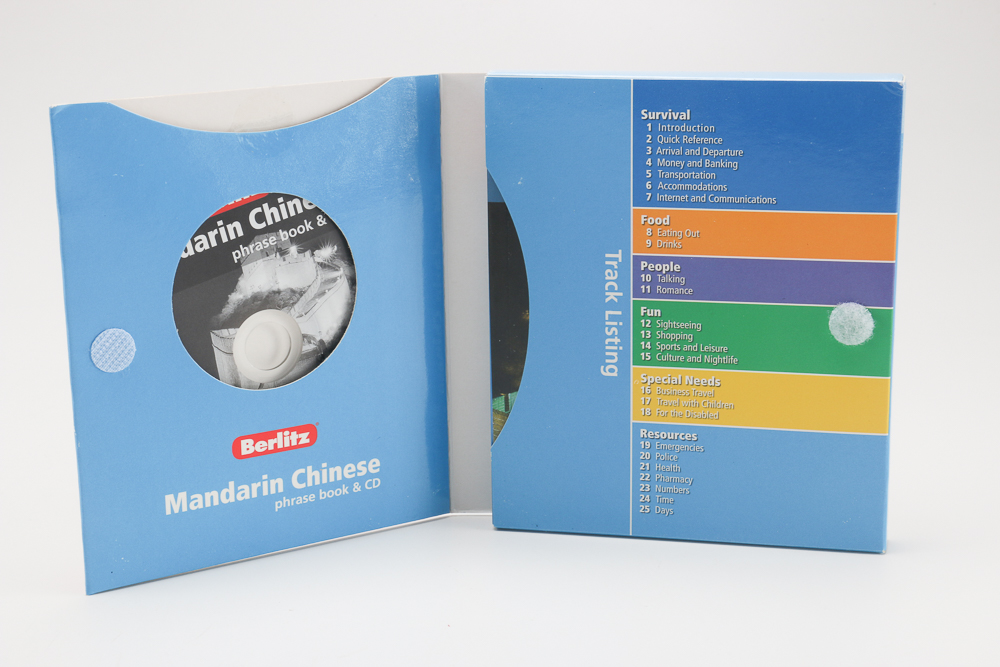 darin Chine
phrase book &
Berlitz
Mandarin Chinese
phrase book & CD
Track Listing
Survival
1 Introduction
2 Quick Reference
3 Arrival and Departure
4 Money and Banking
5 Transportation
6 Accommodations
7 Internet and Communications
Food
8 Eating Out
9 Drinks
People
10 Talking
11 Romance
Fun
12 Sightseeing
13 Shopping
14 Sports and Leisure
15 Culture and Nightlife
Special Needs
16 Business Travel
17 Travel with Children
18 For the Disabled
Resources
19 Emergencies
20 Police
21 Health
22 Pharmacy
23 Numbers
24 Time
25 Days